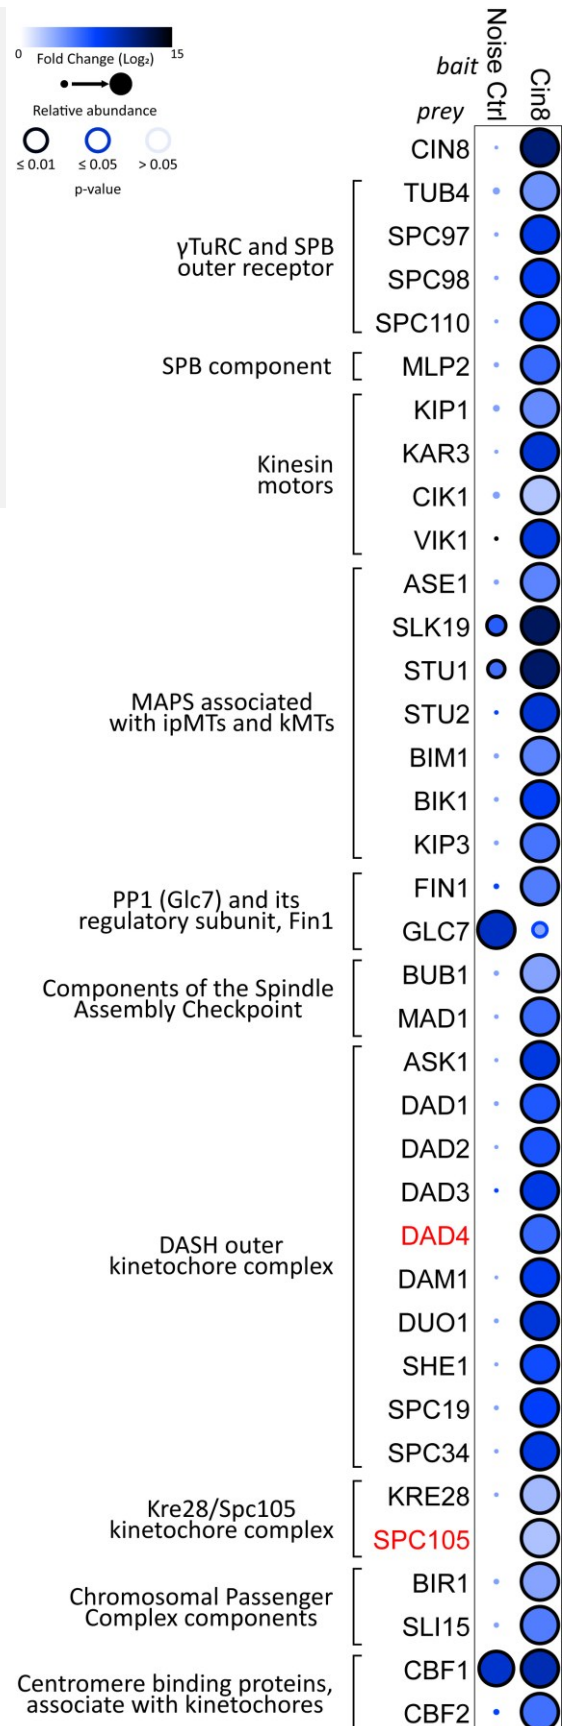 0 15
Fold Change (Log₂)
Relative abundance
≤ 0.01 ≤ 0.05 > 0.05
p-value
bait Noise Ctrl Cin8
prey
CIN8
TUB4
SPC97
γTuRC and SPB
outer receptor
SPC98
SPC110
SPB component MLP2
KIP1
KAR3
Kinesin
motors
CIK1
VIK1
ASE1
SLK19
STU1
MAPS associated
with ipMTs and kMTs
STU2
BIM1
BIK1
KIP3
FIN1
PP1 (Glc7) and its
regulatory subunit, Fin1
GLC7
BUB1
Components of the Spindle
Assembly Checkpoint
MAD1
ASK1
DAD1
DAD2
DAD3
DAD4
DASH outer
kinetochore complex
DAM1
DUO1
SHE1
SPC19
SPC34
KRE28
Kre28/Spc105
kinetochore complex
SPC105
BIR1
Chromosomal Passenger
Complex components
SLI15
CBF1
Centromere binding proteins,
associate with kinetochores
CBF2